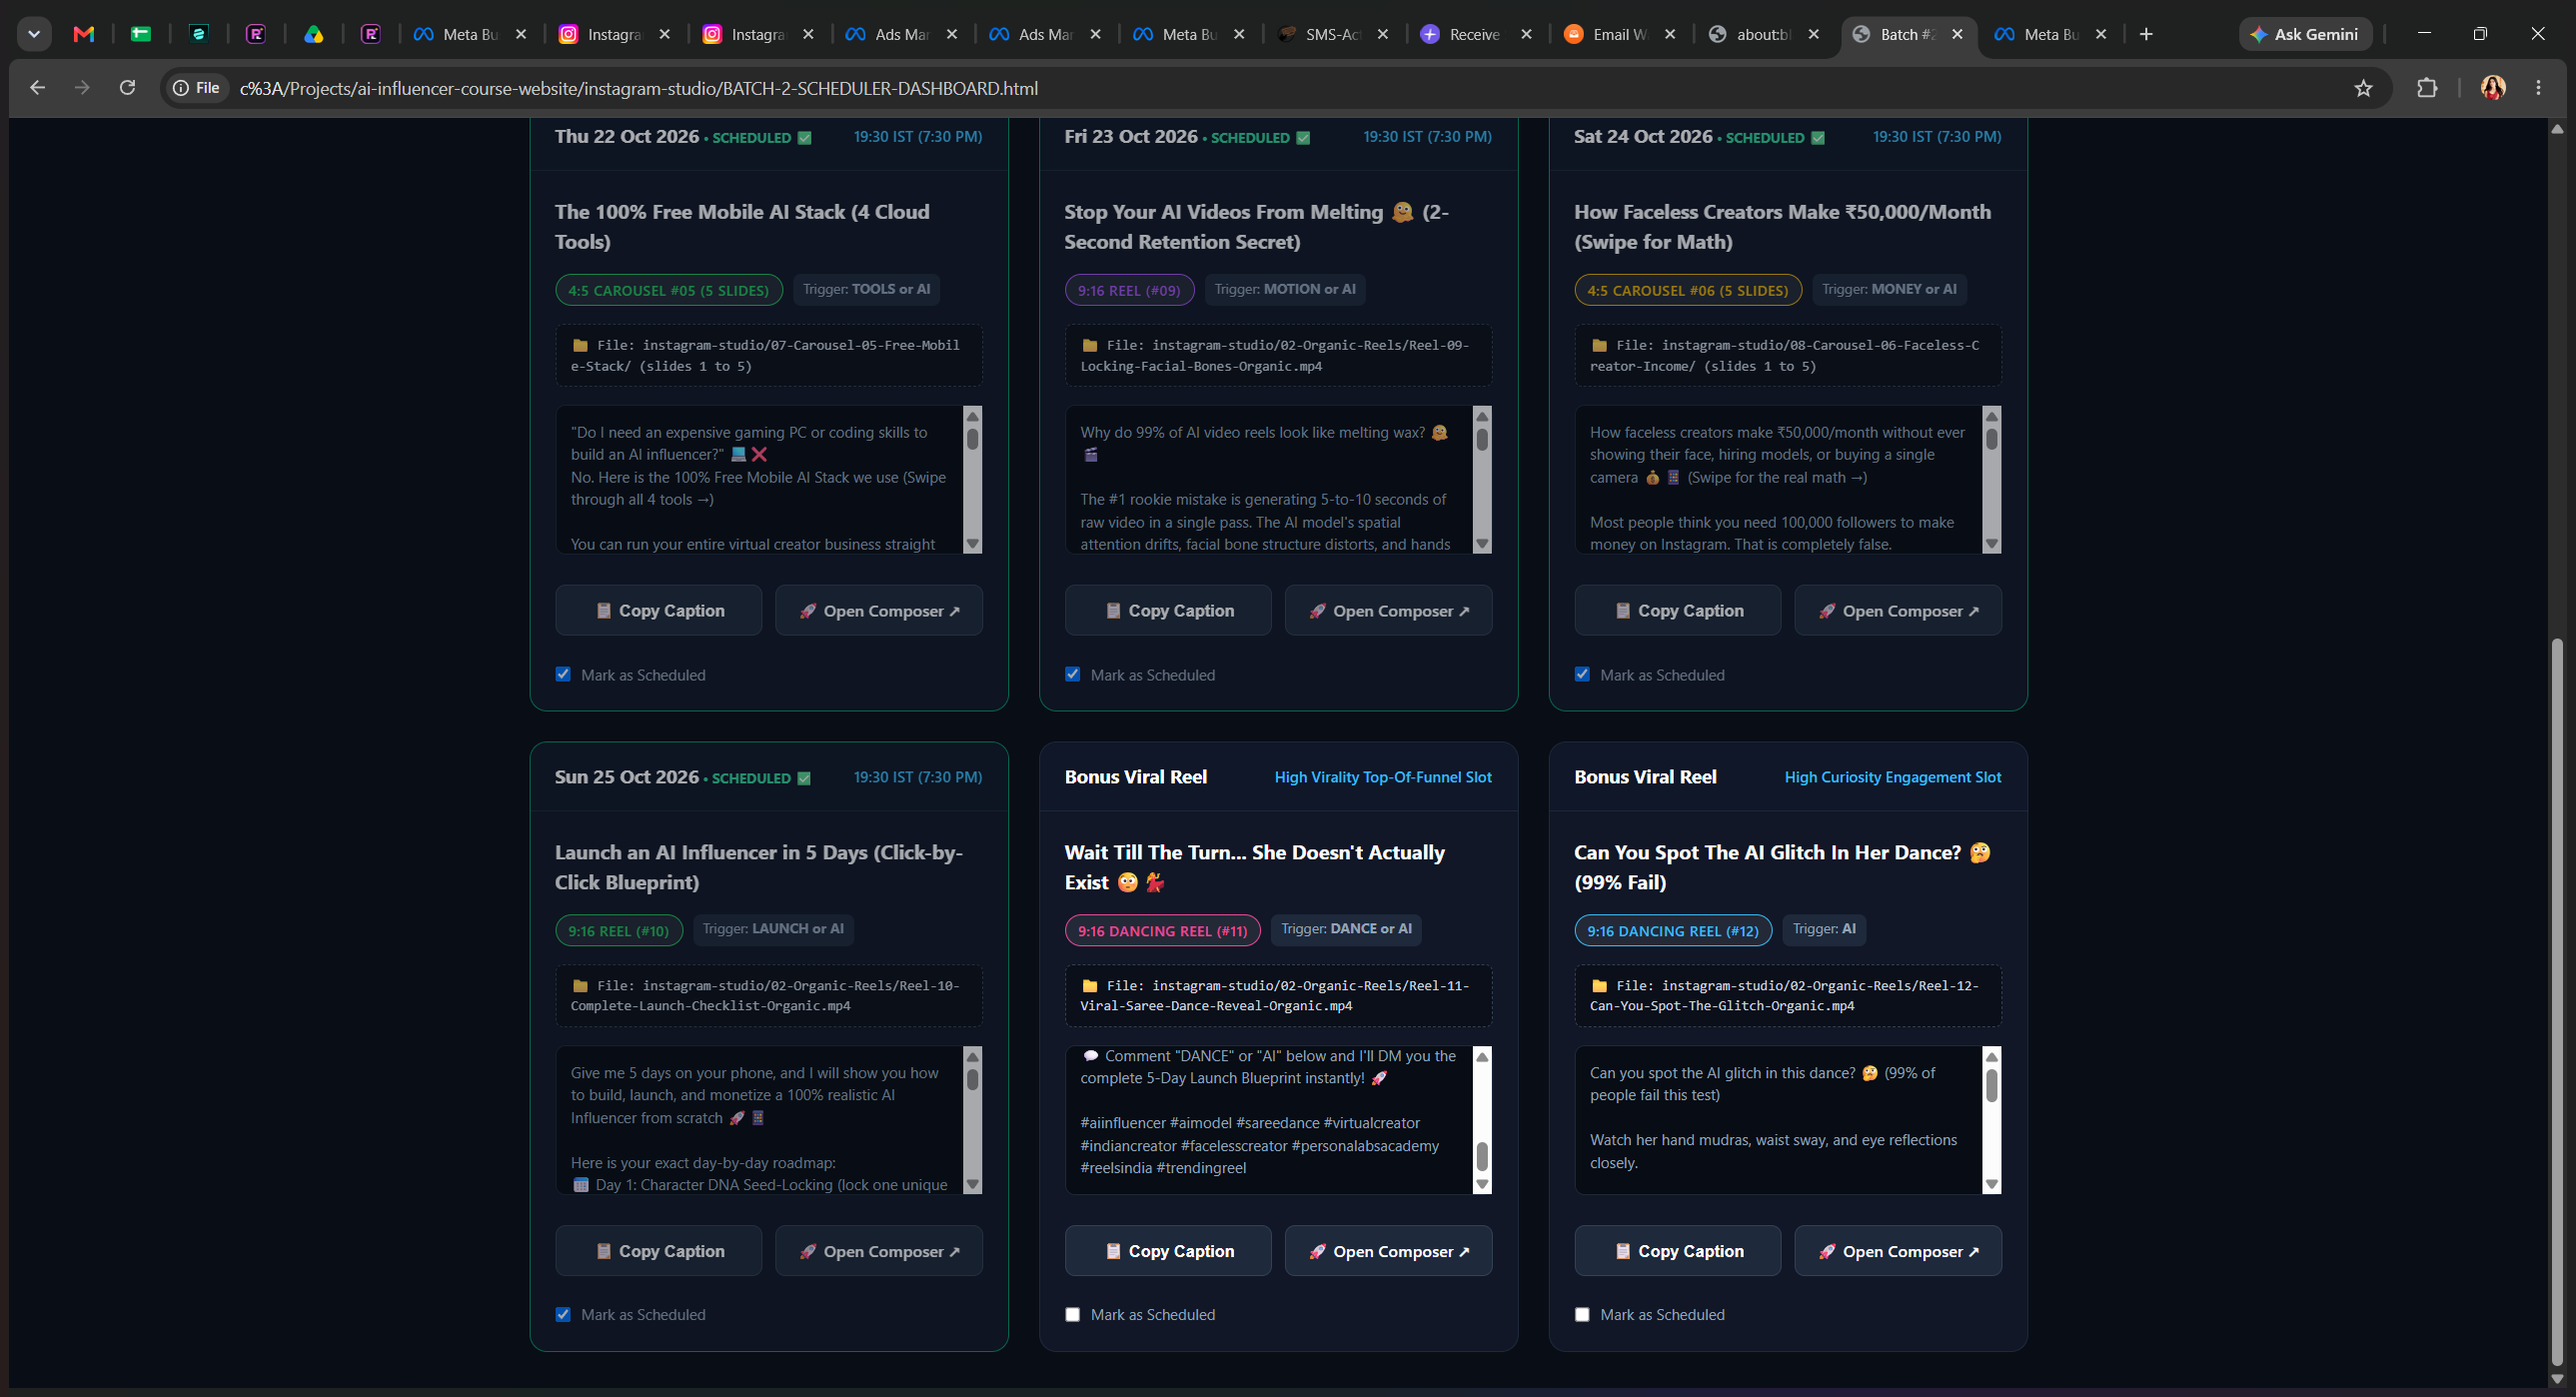 Meta Bu
Instagra
Instagra
Ads Mar
Ads Mar
Meta Bu
SMS-Act
Receive
Email W
about:bl
Batch #2
Meta Bu
Ask Gemini
File
c%3A/Projects/ai-influencer-course-website/instagram-studio/BATCH-2-SCHEDULER-DASHBOARD.html
Thu 22 Oct 2026 • SCHEDULED ✅ 19:30 IST (7:30 PM)
The 100% Free Mobile AI Stack (4 Cloud
Tools)
4:5 CAROUSEL #05 (5 SLIDES) Trigger: TOOLS or AI
📁 File: instagram-studio/07-Carousel-05-Free-Mobil
e-Stack/ (slides 1 to 5)
"Do I need an expensive gaming PC or coding skills to
build an AI influencer?" 💻❌
No. Here is the 100% Free Mobile AI Stack we use (Swipe
through all 4 tools →)
You can run your entire virtual creator business straight
📋 Copy Caption
🚀 Open Composer ↗
Mark as Scheduled
Fri 23 Oct 2026 • SCHEDULED ✅ 19:30 IST (7:30 PM)
Stop Your AI Videos From Melting 🫠 (2-
Second Retention Secret)
9:16 REEL (#09) Trigger: MOTION or AI
📁 File: instagram-studio/02-Organic-Reels/Reel-09-
Locking-Facial-Bones-Organic.mp4
Why do 99% of AI video reels look like melting wax? 🫠
🎬
The #1 rookie mistake is generating 5-to-10 seconds of
raw video in a single pass. The AI model's spatial
attention drifts, facial bone structure distorts, and hands
📋 Copy Caption
🚀 Open Composer ↗
Mark as Scheduled
Sat 24 Oct 2026 • SCHEDULED ✅ 19:30 IST (7:30 PM)
How Faceless Creators Make ₹50,000/Month
(Swipe for Math)
4:5 CAROUSEL #06 (5 SLIDES) Trigger: MONEY or AI
📁 File: instagram-studio/08-Carousel-06-Faceless-C
reator-Income/ (slides 1 to 5)
How faceless creators make ₹50,000/month without ever
showing their face, hiring models, or buying a single
camera 💰📱 (Swipe for the real math →)
Most people think you need 100,000 followers to make
money on Instagram. That is completely false.
📋 Copy Caption
🚀 Open Composer ↗
Mark as Scheduled
Sun 25 Oct 2026 • SCHEDULED ✅ 19:30 IST (7:30 PM)
Launch an AI Influencer in 5 Days (Click-by-
Click Blueprint)
9:16 REEL (#10) Trigger: LAUNCH or AI
📁 File: instagram-studio/02-Organic-Reels/Reel-10-
Complete-Launch-Checklist-Organic.mp4
Give me 5 days on your phone, and I will show you how
to build, launch, and monetize a 100% realistic AI
Influencer from scratch 🚀📱
Here is your exact day-by-day roadmap:
📅 Day 1: Character DNA Seed-Locking (lock one unique
📋 Copy Caption
🚀 Open Composer ↗
Mark as Scheduled
Bonus Viral Reel High Virality Top-Of-Funnel Slot
Wait Till The Turn... She Doesn't Actually
Exist 😳💃
9:16 DANCING REEL (#11) Trigger: DANCE or AI
📁 File: instagram-studio/02-Organic-Reels/Reel-11-
Viral-Saree-Dance-Reveal-Organic.mp4
💬 Comment "DANCE" or "AI" below and I'll DM you the
complete 5-Day Launch Blueprint instantly! 🚀
#aiinfluencer #aimodel #sareedance #virtualcreator
#indiancreator #facelesscreator #personalabsacademy
#reelsindia #trendingreel
📋 Copy Caption
🚀 Open Composer ↗
Mark as Scheduled
Bonus Viral Reel High Curiosity Engagement Slot
Can You Spot The AI Glitch In Her Dance? 🤔
(99% Fail)
9:16 DANCING REEL (#12) Trigger: AI
📁 File: instagram-studio/02-Organic-Reels/Reel-12-
Can-You-Spot-The-Glitch-Organic.mp4
Can you spot the AI glitch in this dance? 🤔 (99% of
people fail this test)
Watch her hand mudras, waist sway, and eye reflections
closely.
📋 Copy Caption
🚀 Open Composer ↗
Mark as Scheduled